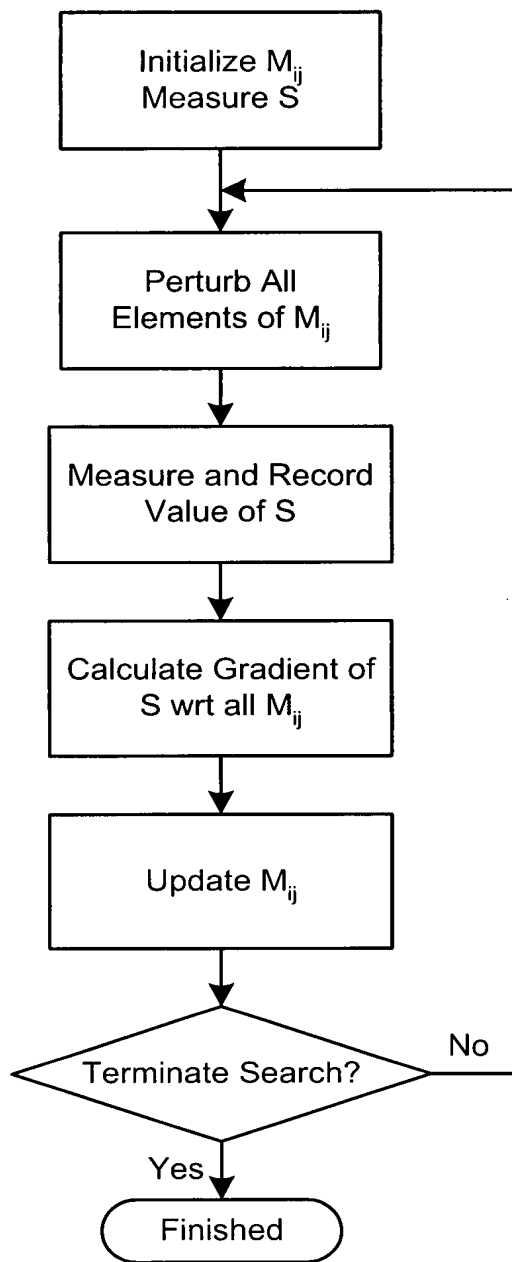 Initialize M_ij
Measure S
Perturb All
Elements of M_ij
Measure and Record
Value of S
Calculate Gradient of
S wrt all M_ij
Update M_ij
Terminate Search?
No
Yes
Finished